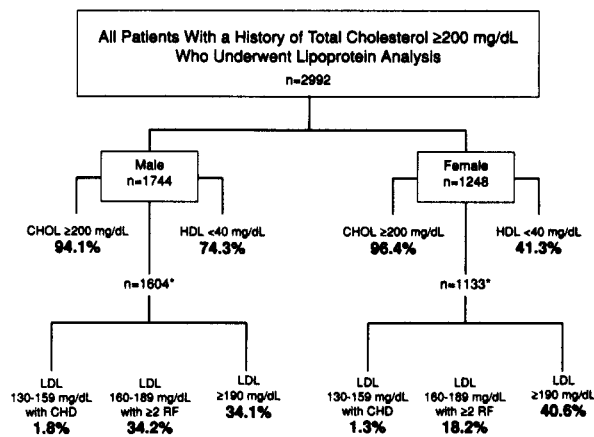 All Patients With a History of Total Cholesterol ≥200 mg/dL
Who Underwent Lipoprotein Analysis
n=2992
Male
n=1744
Female
n=1248
CHOL ≥200 mg/dL
94.1%
HDL <40 mg/dL
74.3%
CHOL ≥200 mg/dL
96.4%
HDL <40 mg/dL
41.3%
n=1604*
n=1133*
LDL
130-159 mg/dL
with CHD
1.8%
LDL
160-189 mg/dL
with ≥2 RF
34.2%
LDL
≥190 mg/dL
34.1%
LDL
130-159 mg/dL
with CHD
1.3%
LDL
160-189 mg/dL
with ≥2 RF
18.2%
LDL
≥190 mg/dL
40.6%